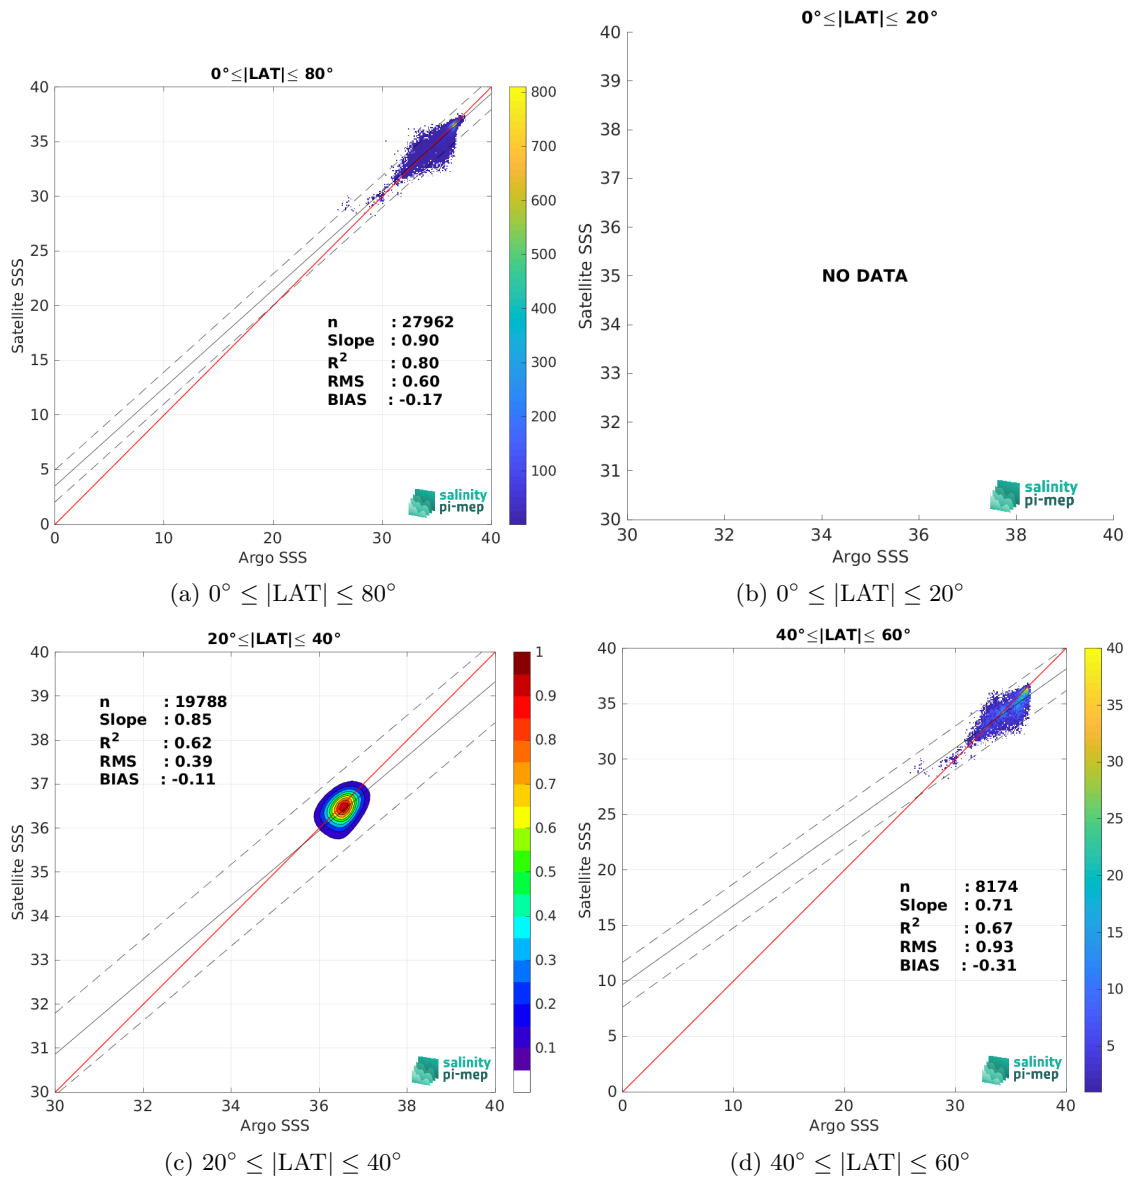 0°≤|LAT|≤ 80°
40
35
30
25
20
15
10
5
0
0
10
20
30
40
Satellite SSS
Argo SSS
n : 27962
Slope : 0.90
R² : 0.80
RMS : 0.60
BIAS : -0.17
salinity
pi-mep
800
700
600
500
400
300
200
100
(a) 0° ≤ |LAT| ≤ 80°
0°≤|LAT|≤ 20°
40
39
38
37
36
35
34
33
32
31
30
30
32
34
36
38
40
Satellite SSS
Argo SSS
NO DATA
salinity
pi-mep
(b) 0° ≤ |LAT| ≤ 20°
20°≤|LAT|≤ 40°
40
39
38
37
36
35
34
33
32
31
30
30
32
34
36
38
40
Satellite SSS
Argo SSS
n : 19788
Slope : 0.85
R² : 0.62
RMS : 0.39
BIAS : -0.11
salinity
pi-mep
1
0.9
0.8
0.7
0.6
0.5
0.4
0.3
0.2
0.1
(c) 20° ≤ |LAT| ≤ 40°
40°≤|LAT|≤ 60°
40
35
30
25
20
15
10
5
0
0
10
20
30
40
Satellite SSS
Argo SSS
n : 8174
Slope : 0.71
R² : 0.67
RMS : 0.93
BIAS : -0.31
salinity
pi-mep
40
35
30
25
20
15
10
5
(d) 40° ≤ |LAT| ≤ 60°